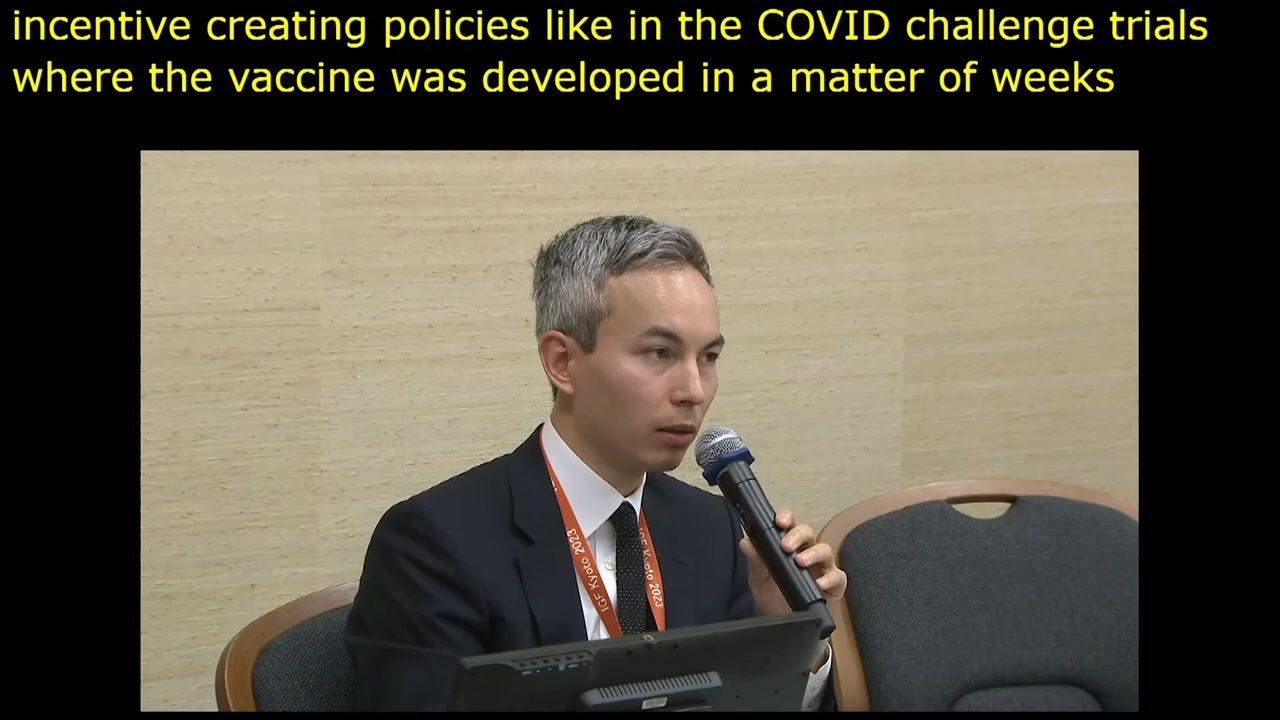 incentive creating policies like in the COVID challenge trials
where the vaccine was developed in a matter of weeks
IGF Kyoto 2023
IGF Kyoto 2023